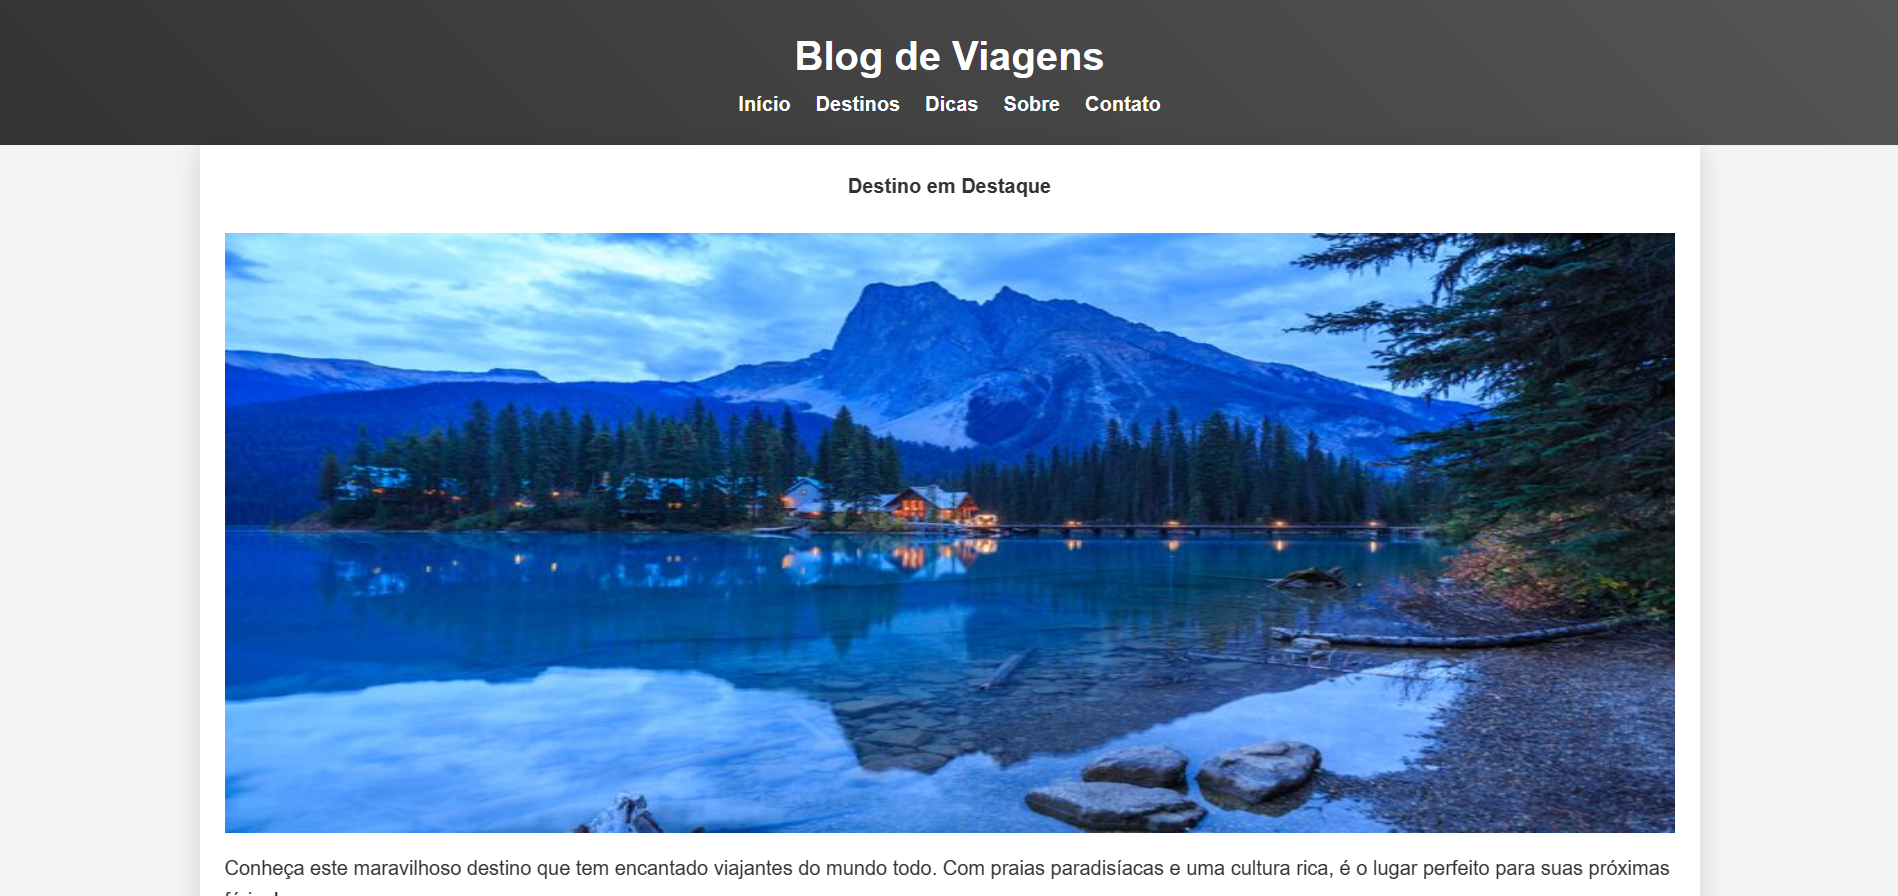 Blog de Viagens
Início Destinos Dicas Sobre Contato
Destino em Destaque
Conheça este maravilhoso destino que tem encantado viajantes do mundo todo. Com praias paradisíacas e uma cultura rica, é o lugar perfeito para suas próximas